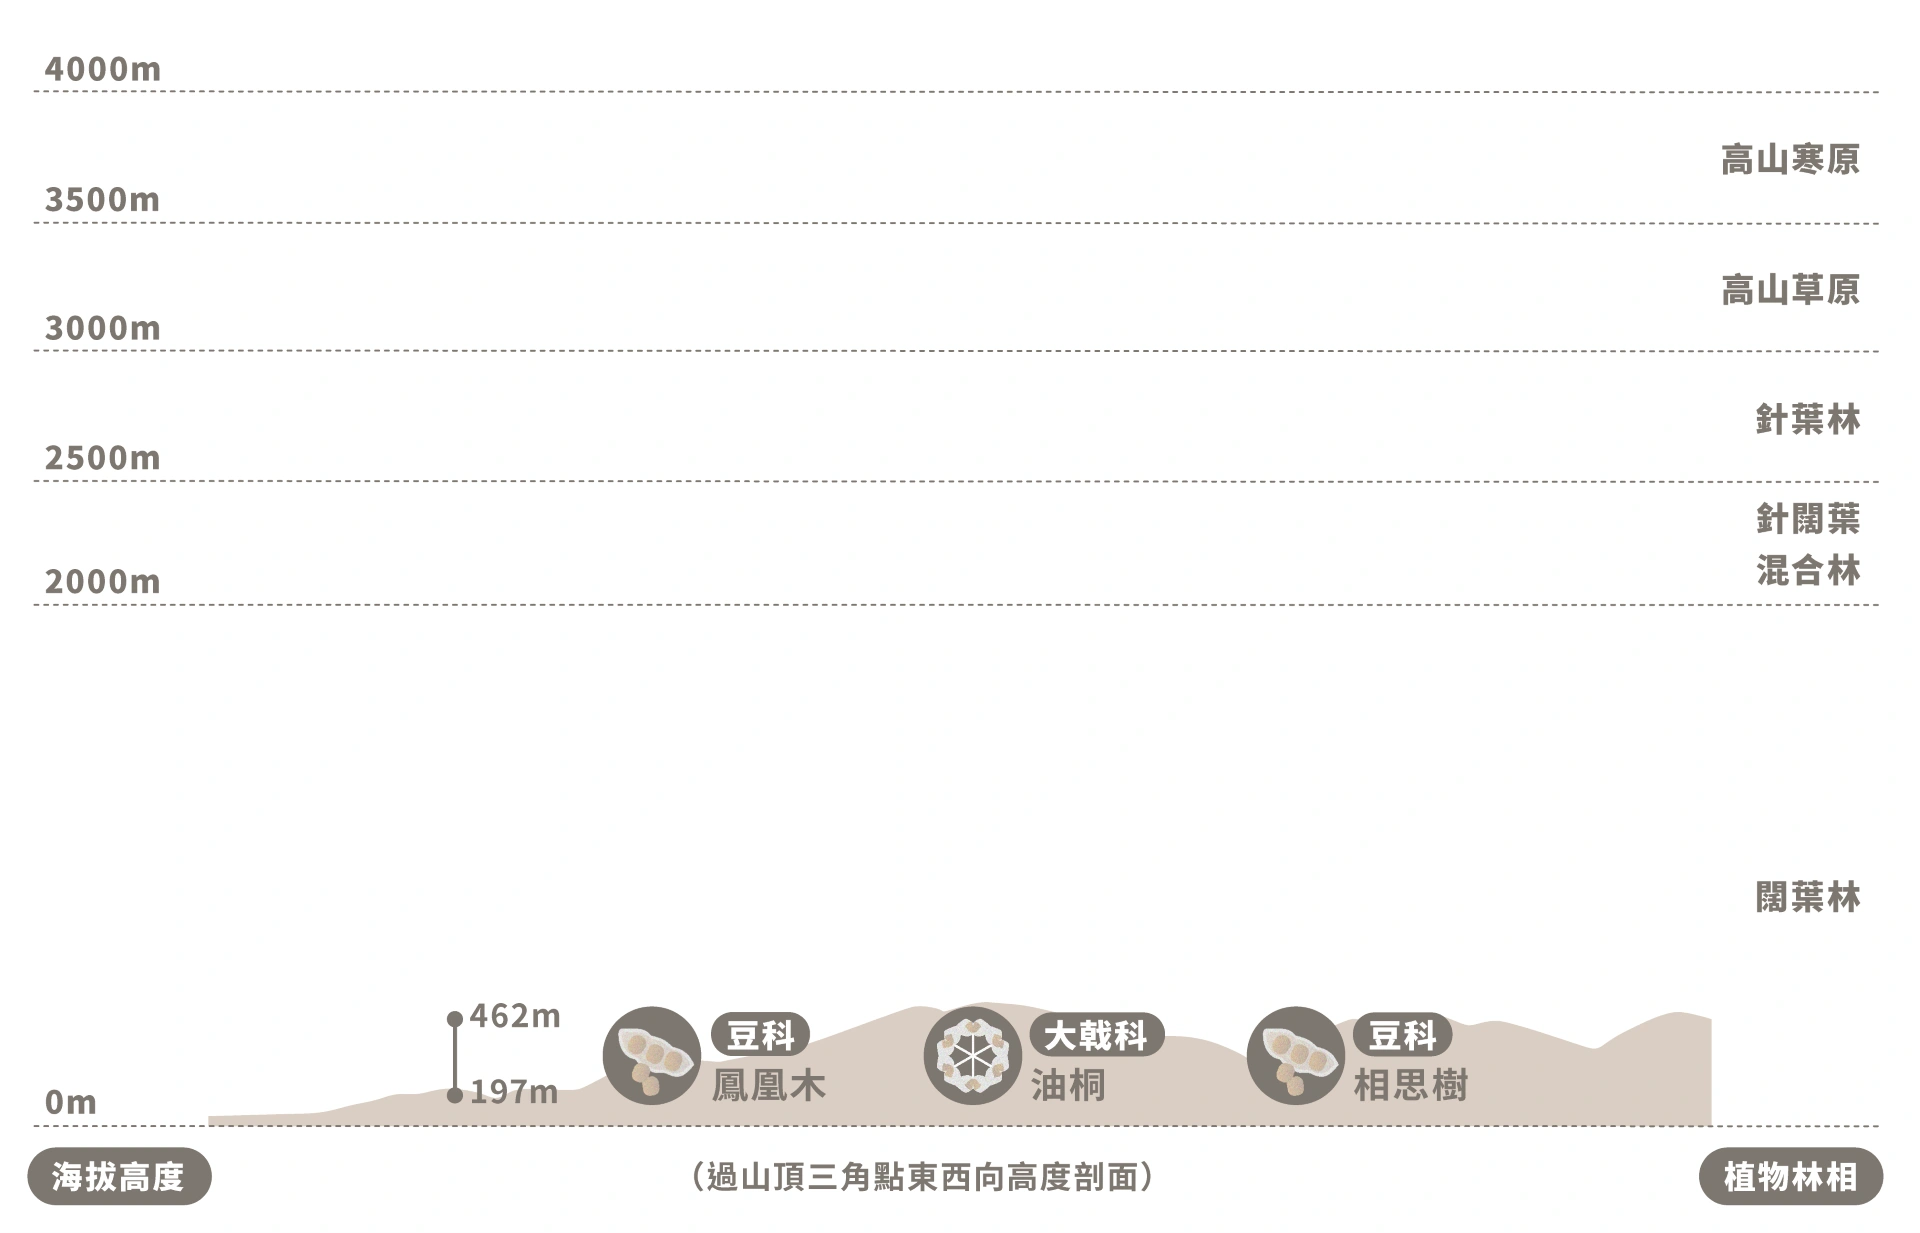 4000m
高山寒原
3500m
高山草原
3000m
針葉林
2500m
針闊葉
混合林
2000m
闊葉林
462m
197m
豆科
鳳凰木
大戟科
油桐
豆科
相思樹
0m
海拔高度
（過山頂三角點東西向高度剖面）
植物林相